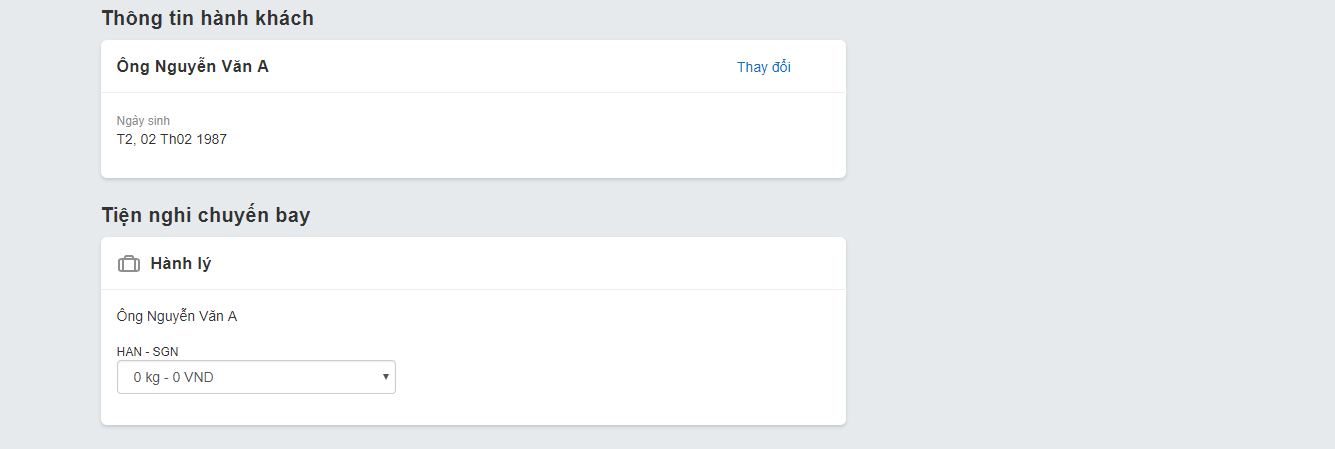 Thông tin hành khách
Ông Nguyễn Văn A
Thay đổi
Ngày sinh
T2, 02 Th02 1987
Tiện nghi chuyến bay
Hành lý
Ông Nguyễn Văn A
HAN - SGN
0 kg - 0 VND